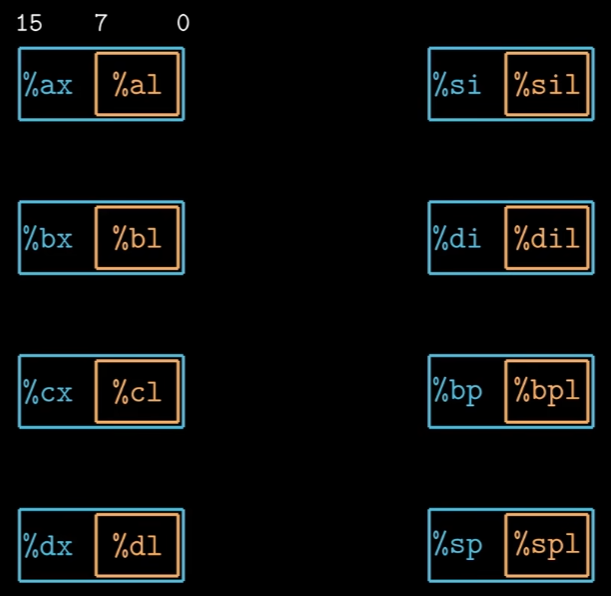 15 7 0
%ax %al %si %sil
%bx %bl %di %dil
%cx %cl %bp %bpl
%dx %dl %sp %spl